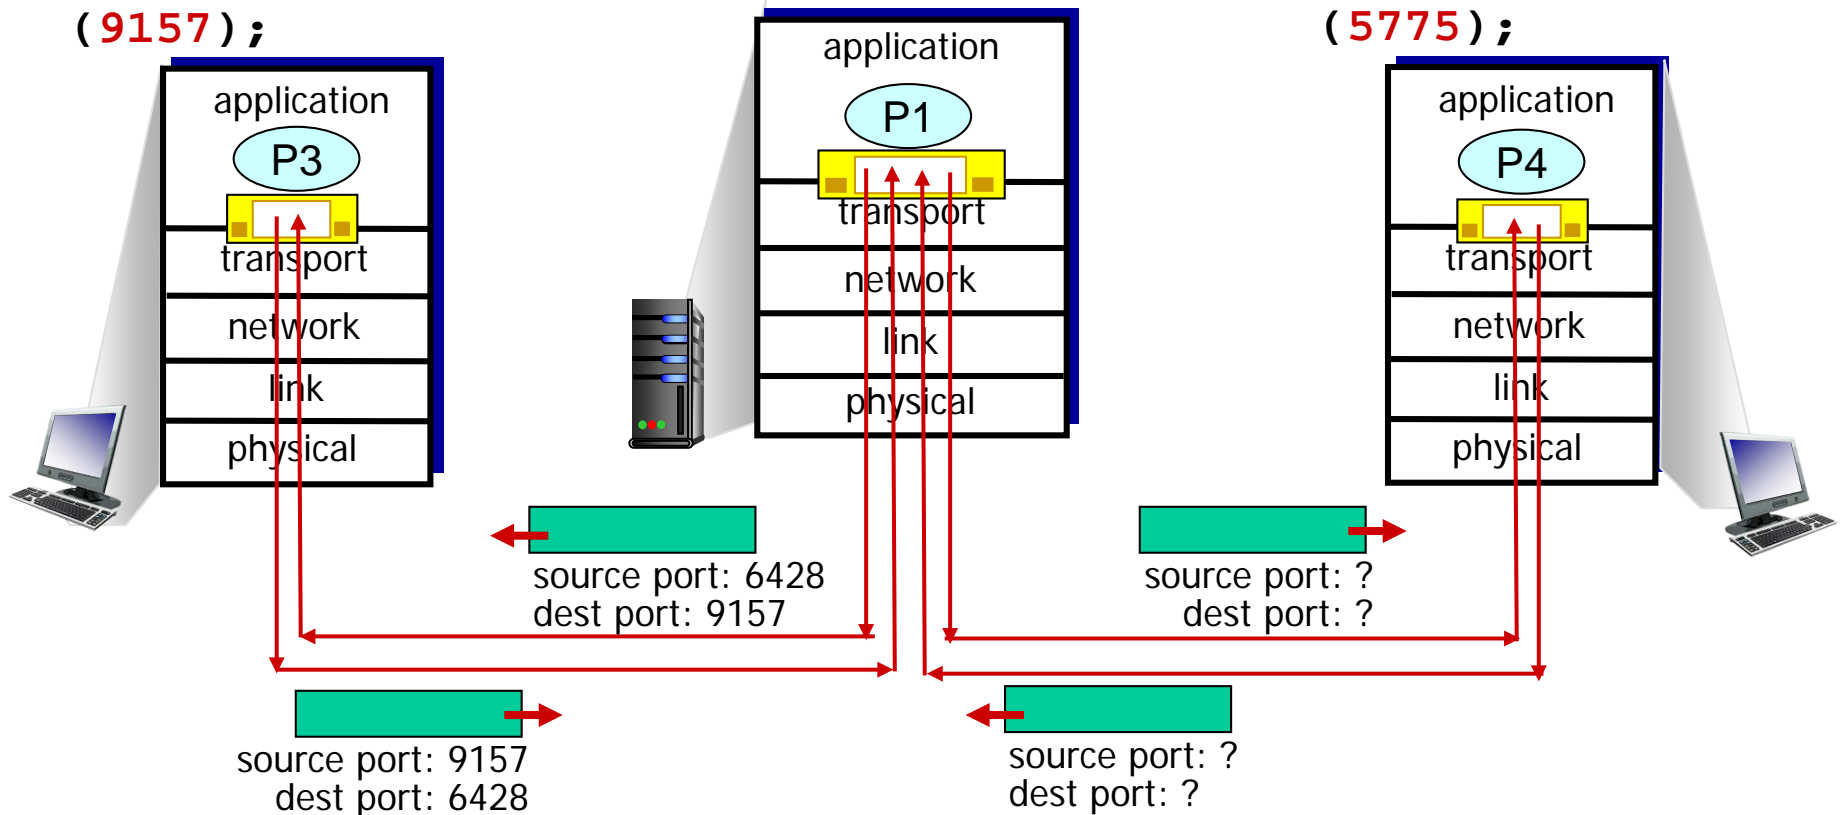 (9157);
(5775);
application
P3
transport
network
link
physical
application
P1
transport
network
link
physical
application
P4
transport
network
link
physical
source port: 6428
dest port: 9157
source port: ?
dest port: ?
source port: 9157
dest port: 6428
source port: ?
dest port: ?